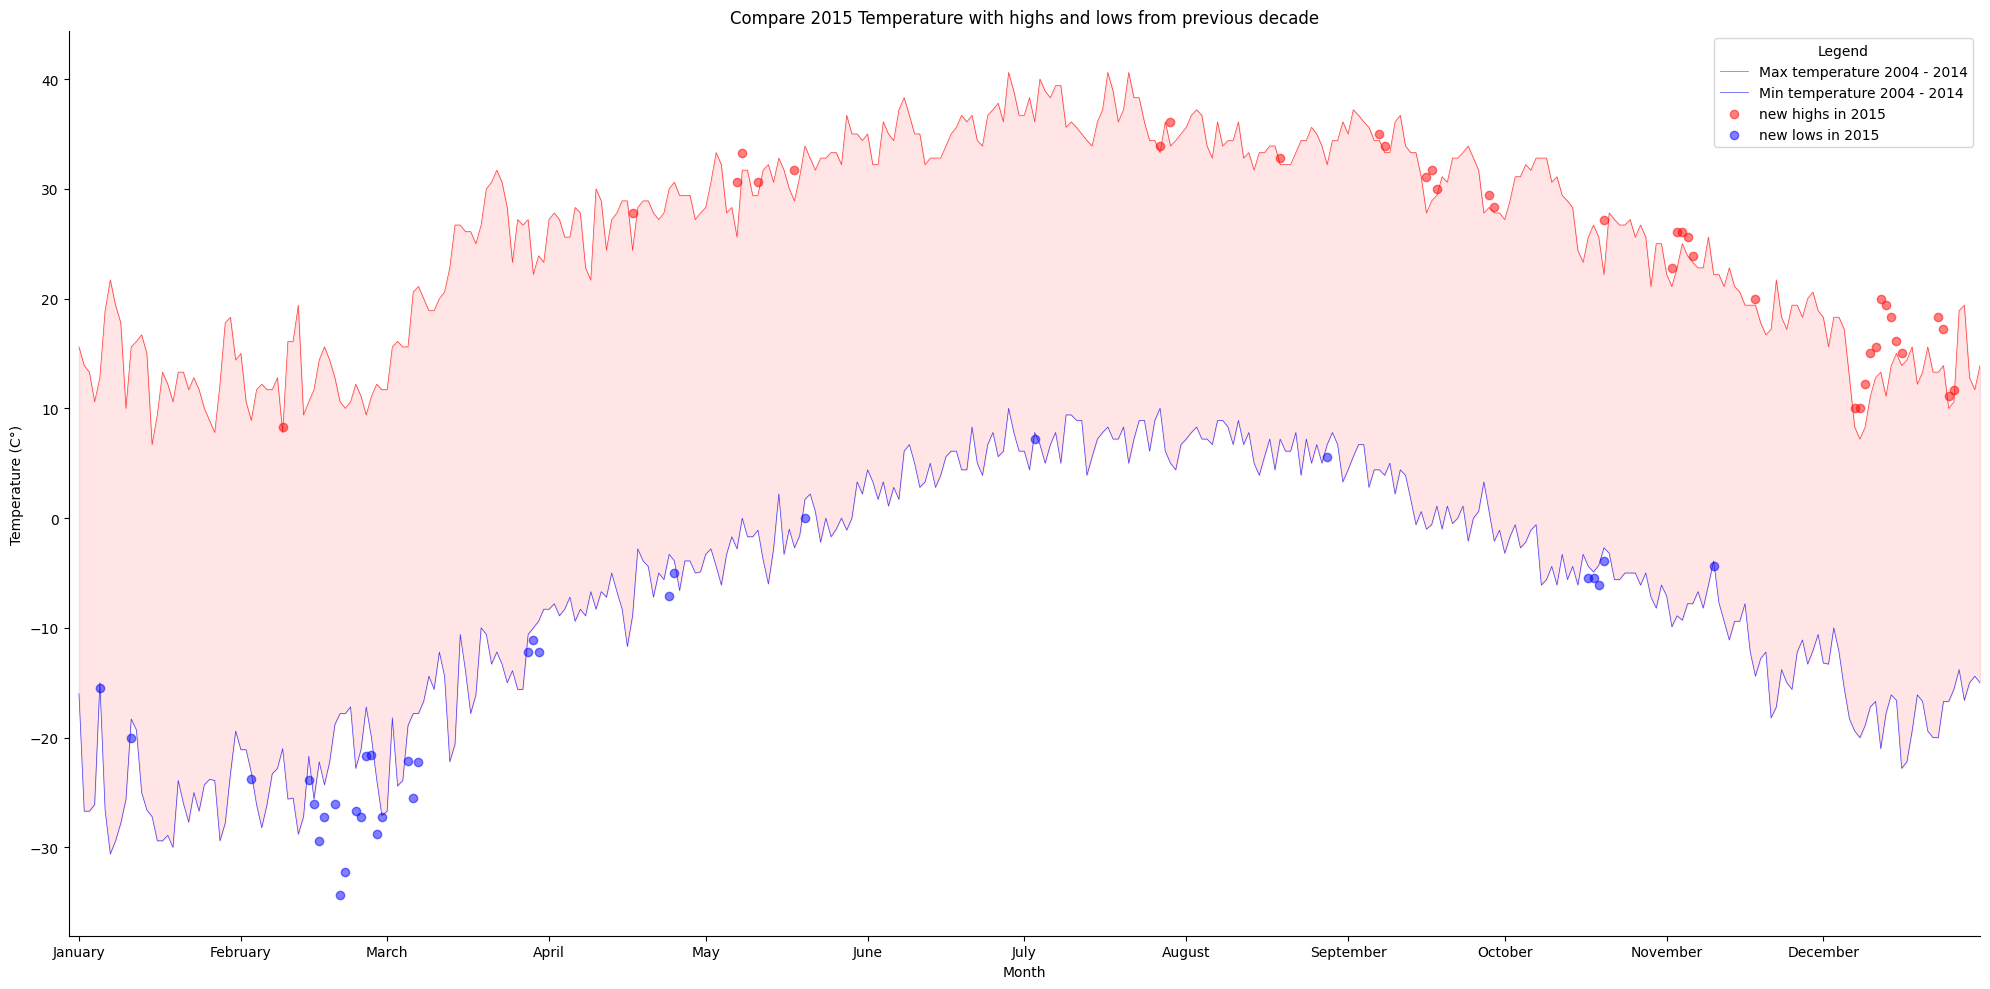 Compare 2015 Temperature with highs and lows from previous decade
Legend
Max temperature 2004 - 2014
Min temperature 2004 - 2014
new highs in 2015
new lows in 2015
Temperature (C°)
40
30
20
10
0
−10
−20
−30
January February March April May June July August September October November December
Month